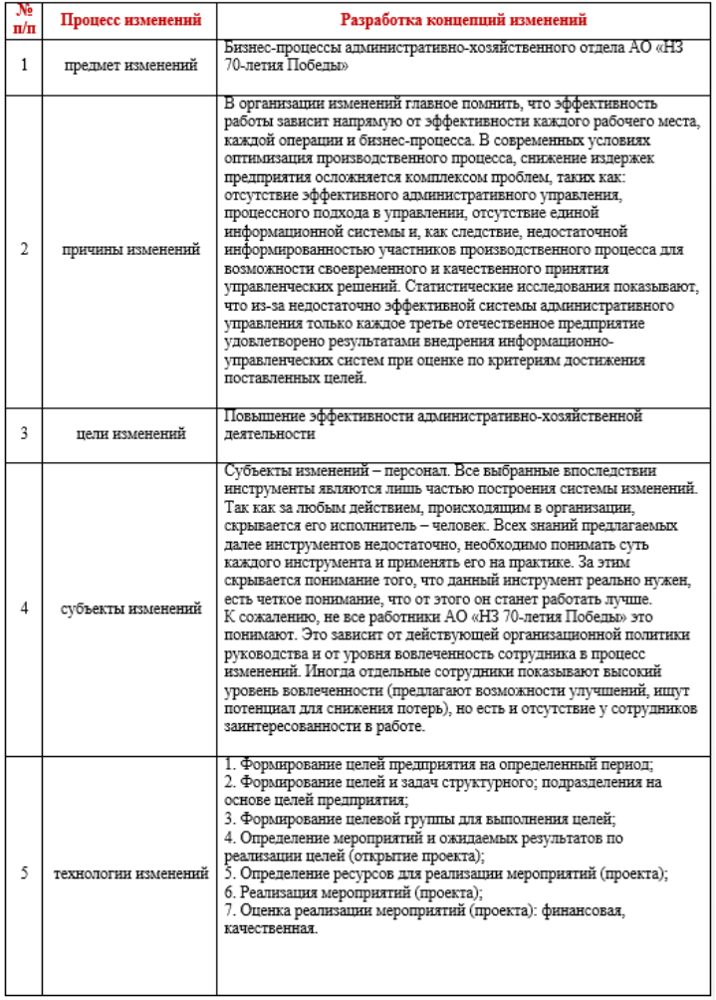 №
п/п
Процесс изменений
Разработка концепций изменений
1
предмет изменений
Бизнес-процессы административно-хозяйственного отдела АО «НЗ
70-летия Победы»
2
причины изменений
В организации изменений главное помнить, что эффективность
работы зависит напрямую от эффективности каждого рабочего места,
каждой операции и бизнес-процесса. В современных условиях
оптимизация производственного процесса, снижение издержек
предприятия осложняется комплексом проблем, таких как:
отсутствие эффективного административного управления,
процессного подхода в управлении, отсутствие единой
информационной системы и, как следствие, недостаточной
информированностью участников производственного процесса для
возможности своевременного и качественного принятия
управленческих решений. Статистические исследования показывают,
что из-за недостаточно эффективной системы административного
управления только каждое третье отечественное предприятие
удовлетворено результатами внедрения информационно-
управленческих систем при оценке по критериям достижения
поставленных целей.
3
цели изменений
Повышение эффективности административно-хозяйственной
деятельности
4
субъекты изменений
Субъекты изменений – персонал. Все выбранные впоследствии
инструменты являются лишь частью построения системы изменений.
Так как за любым действием, происходящим в организации,
скрывается его исполнитель – человек. Всех знаний предлагаемых
далее инструментов недостаточно, необходимо понимать суть
каждого инструмента и применять его на практике. За этим
скрывается понимание того, что данный инструмент реально нужен,
есть четкое понимание, что от этого он станет работать лучше.
К сожалению, не все работники АО «НЗ 70-летия Победы» это
понимают. Это зависит от действующей организационной политики
руководства и от уровня вовлеченность сотрудника в процесс
изменений. Иногда отдельные сотрудники показывают высокий
уровень вовлеченности (предлагают возможности улучшений, ищут
потенциал для снижения потерь), но есть и отсутствие у сотрудников
заинтересованности в работе.
5
технологии изменений
1. Формирование целей предприятия на определенный период;
2. Формирование целей и задач структурного; подразделения на
основе целей предприятия;
3. Формирование целевой группы для выполнения целей;
4. Определение мероприятий и ожидаемых результатов по
реализации целей (открытие проекта);
5. Определение ресурсов для реализации мероприятий (проекта);
6. Реализация мероприятий (проекта);
7. Оценка реализации мероприятий (проекта): финансовая,
качественная.